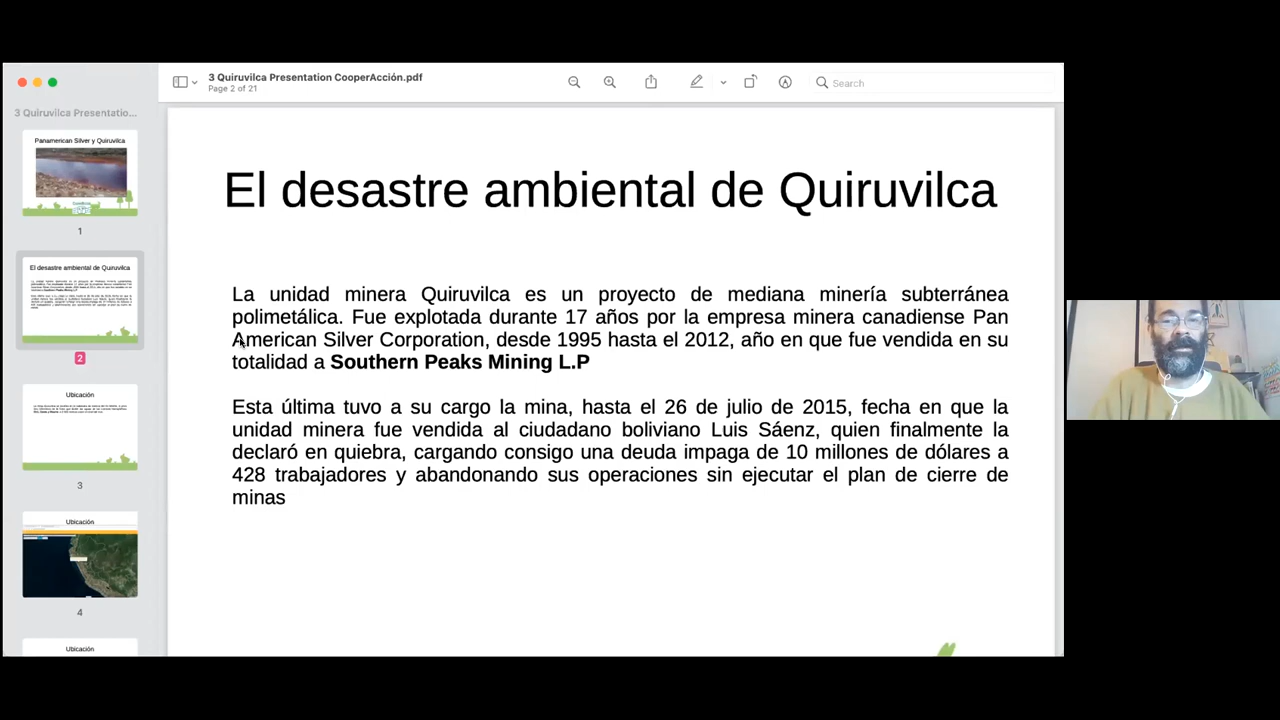 3 Quiruvilca Presentation CooperAcción.pdf
Page 2 of 21
Search
3 Quiruvilca Presentatio...
Panamerican Silver y Quiruvilca
1
El desastre ambiental de Quiruvilca
2
Ubicación
3
Ubicación
4
Ubicación
El desastre ambiental de Quiruvilca
La unidad minera Quiruvilca es un proyecto de mediana minería subterránea
polimetálica. Fue explotada durante 17 años por la empresa minera canadiense Pan
American Silver Corporation, desde 1995 hasta el 2012, año en que fue vendida en su
totalidad a Southern Peaks Mining L.P
Esta última tuvo a su cargo la mina, hasta el 26 de julio de 2015, fecha en que la
unidad minera fue vendida al ciudadano boliviano Luis Sáenz, quien finalmente la
declaró en quiebra, cargando consigo una deuda impaga de 10 millones de dólares a
428 trabajadores y abandonando sus operaciones sin ejecutar el plan de cierre de
minas